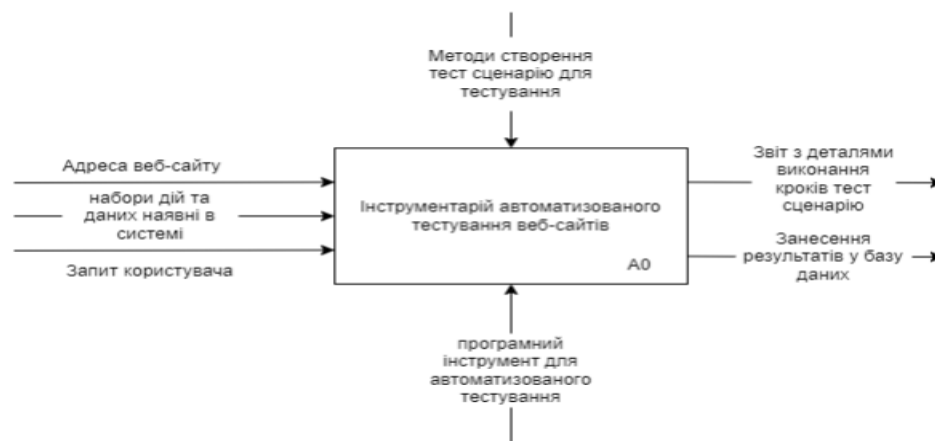 Методи створення
тест сценарію для
тестування
Адреса веб-сайту
набори дій та
даних наявні в
системі
Запит користувача
Інструментарій автоматизованого
тестування веб-сайтів
A0
Звіт з деталями
виконання
кроків тест
сценарію
Занесення
результатів у базу
даних
програмний
інструмент для
автоматизованого
тестування